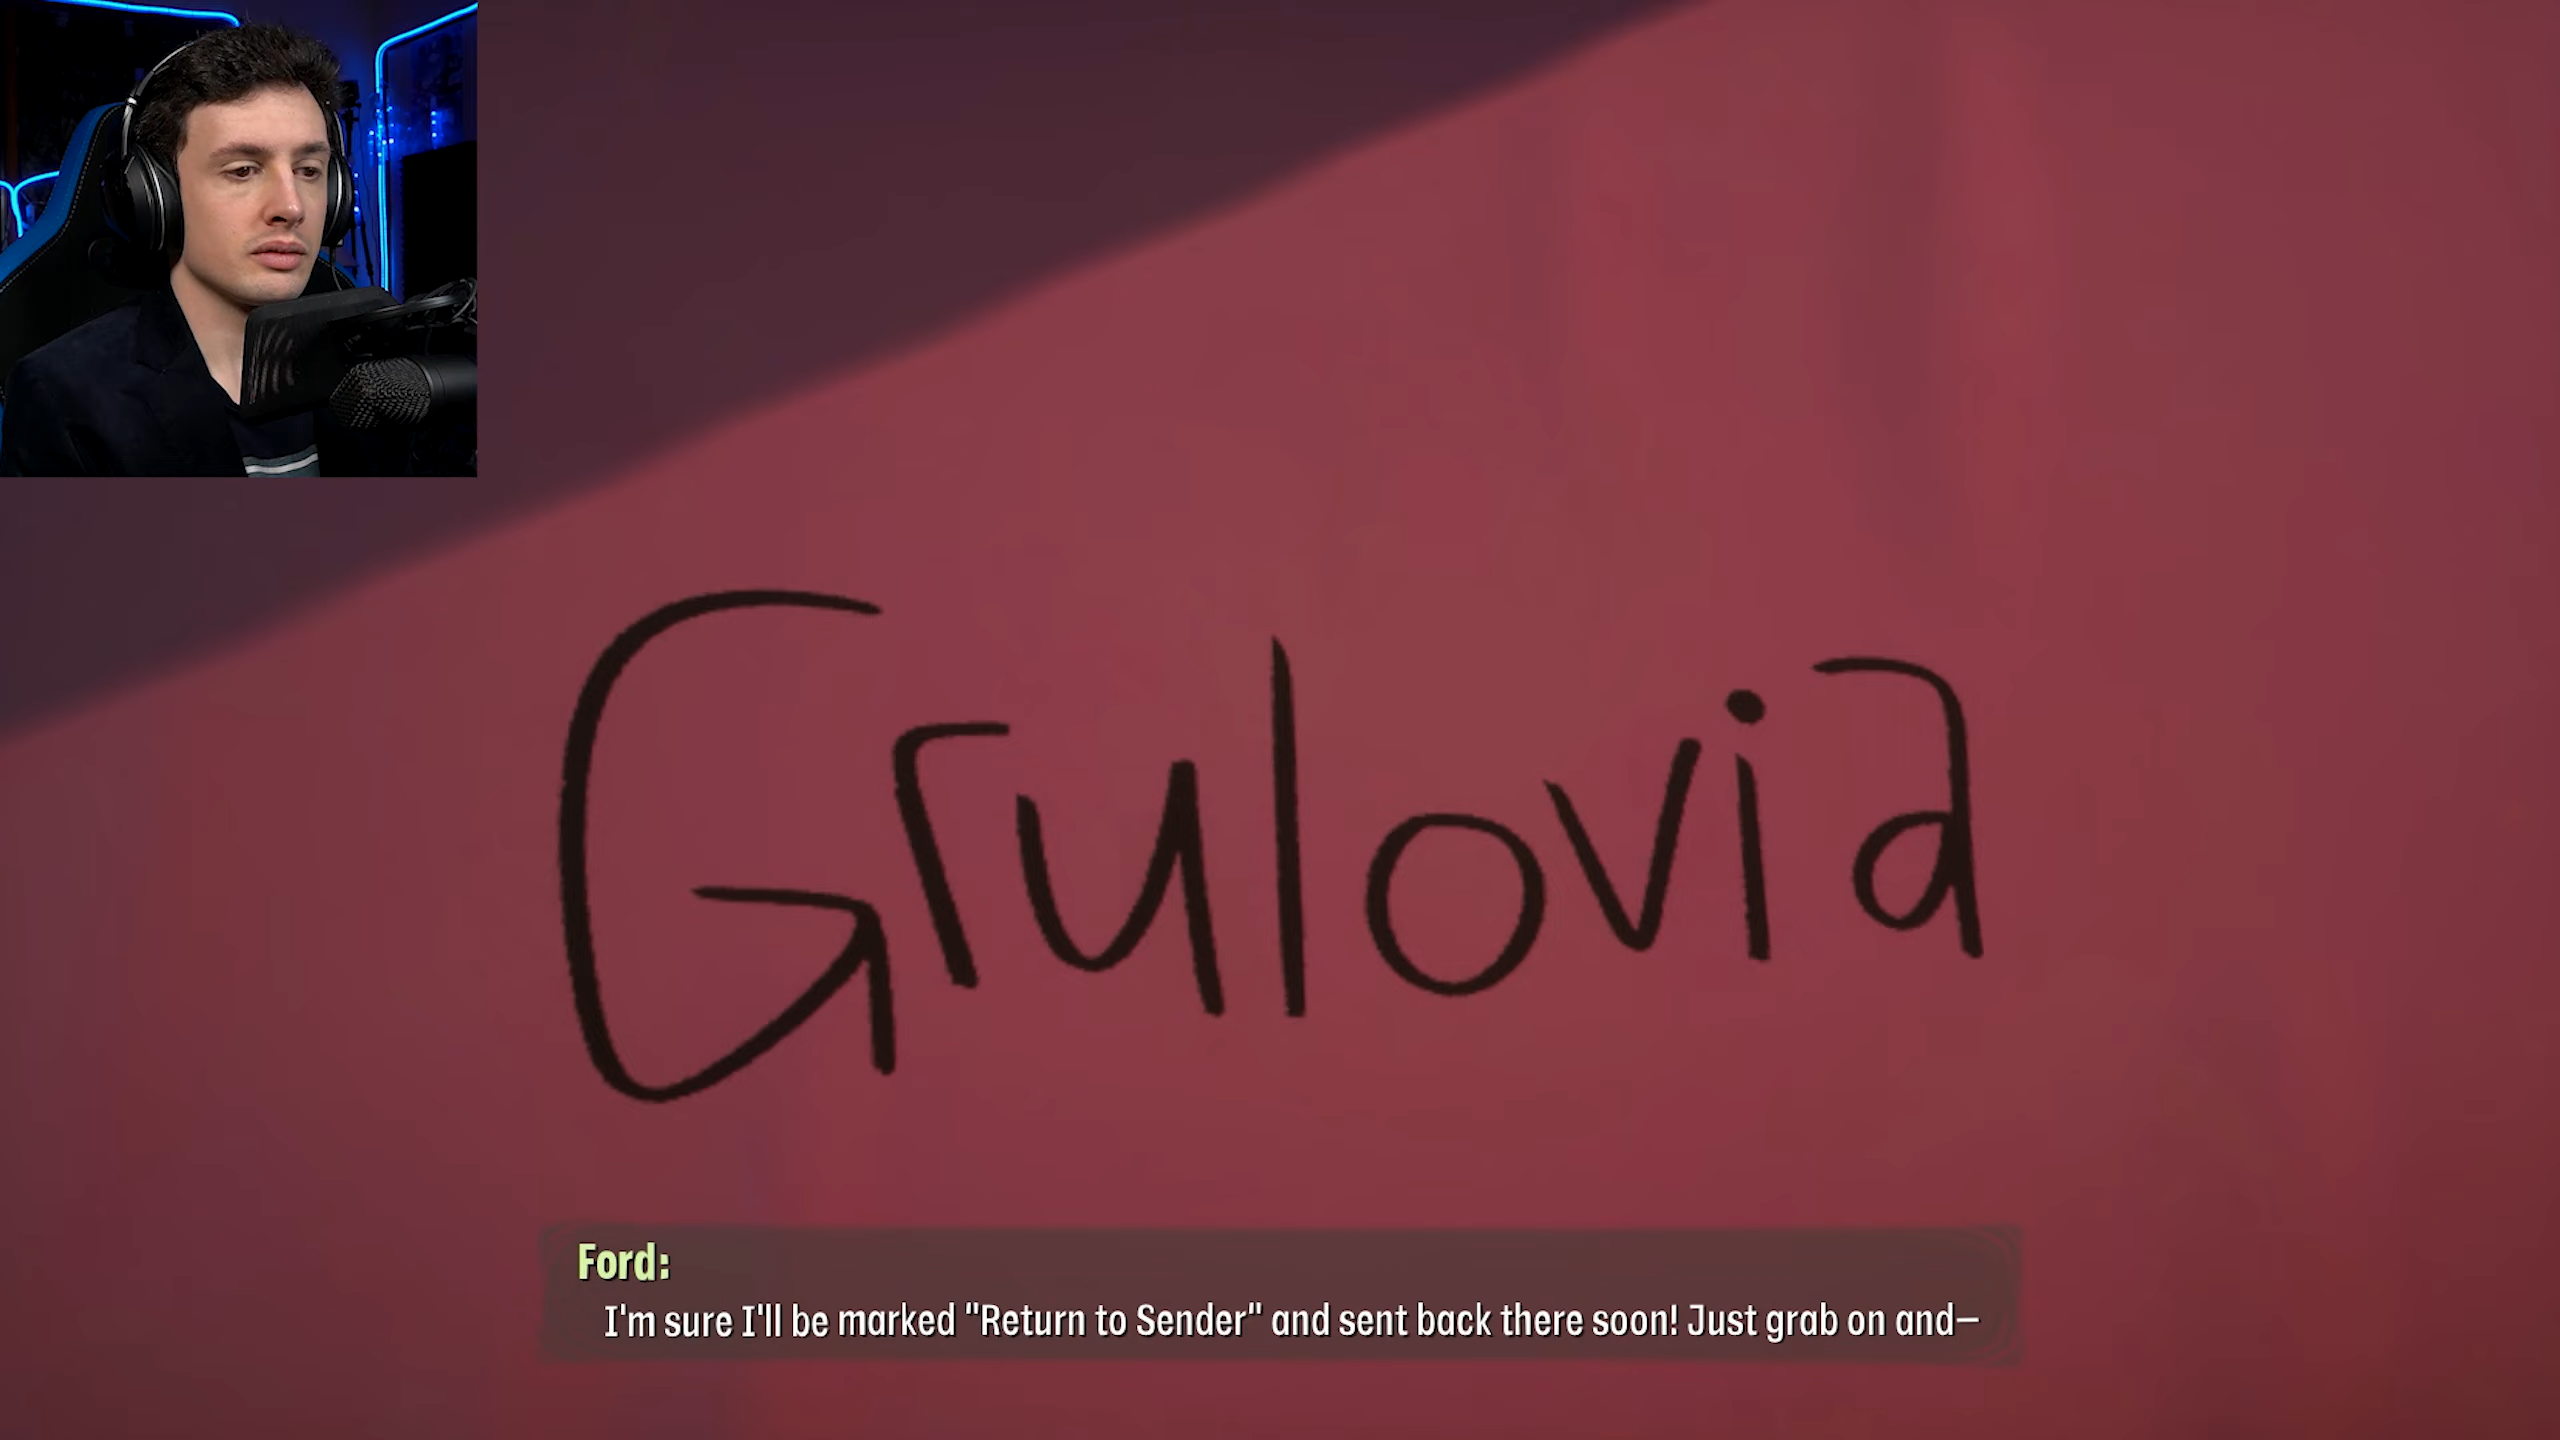 Grulovia
Ford:
I'm sure I'll be marked "Return to Sender" and sent back there soon! Just grab on and—